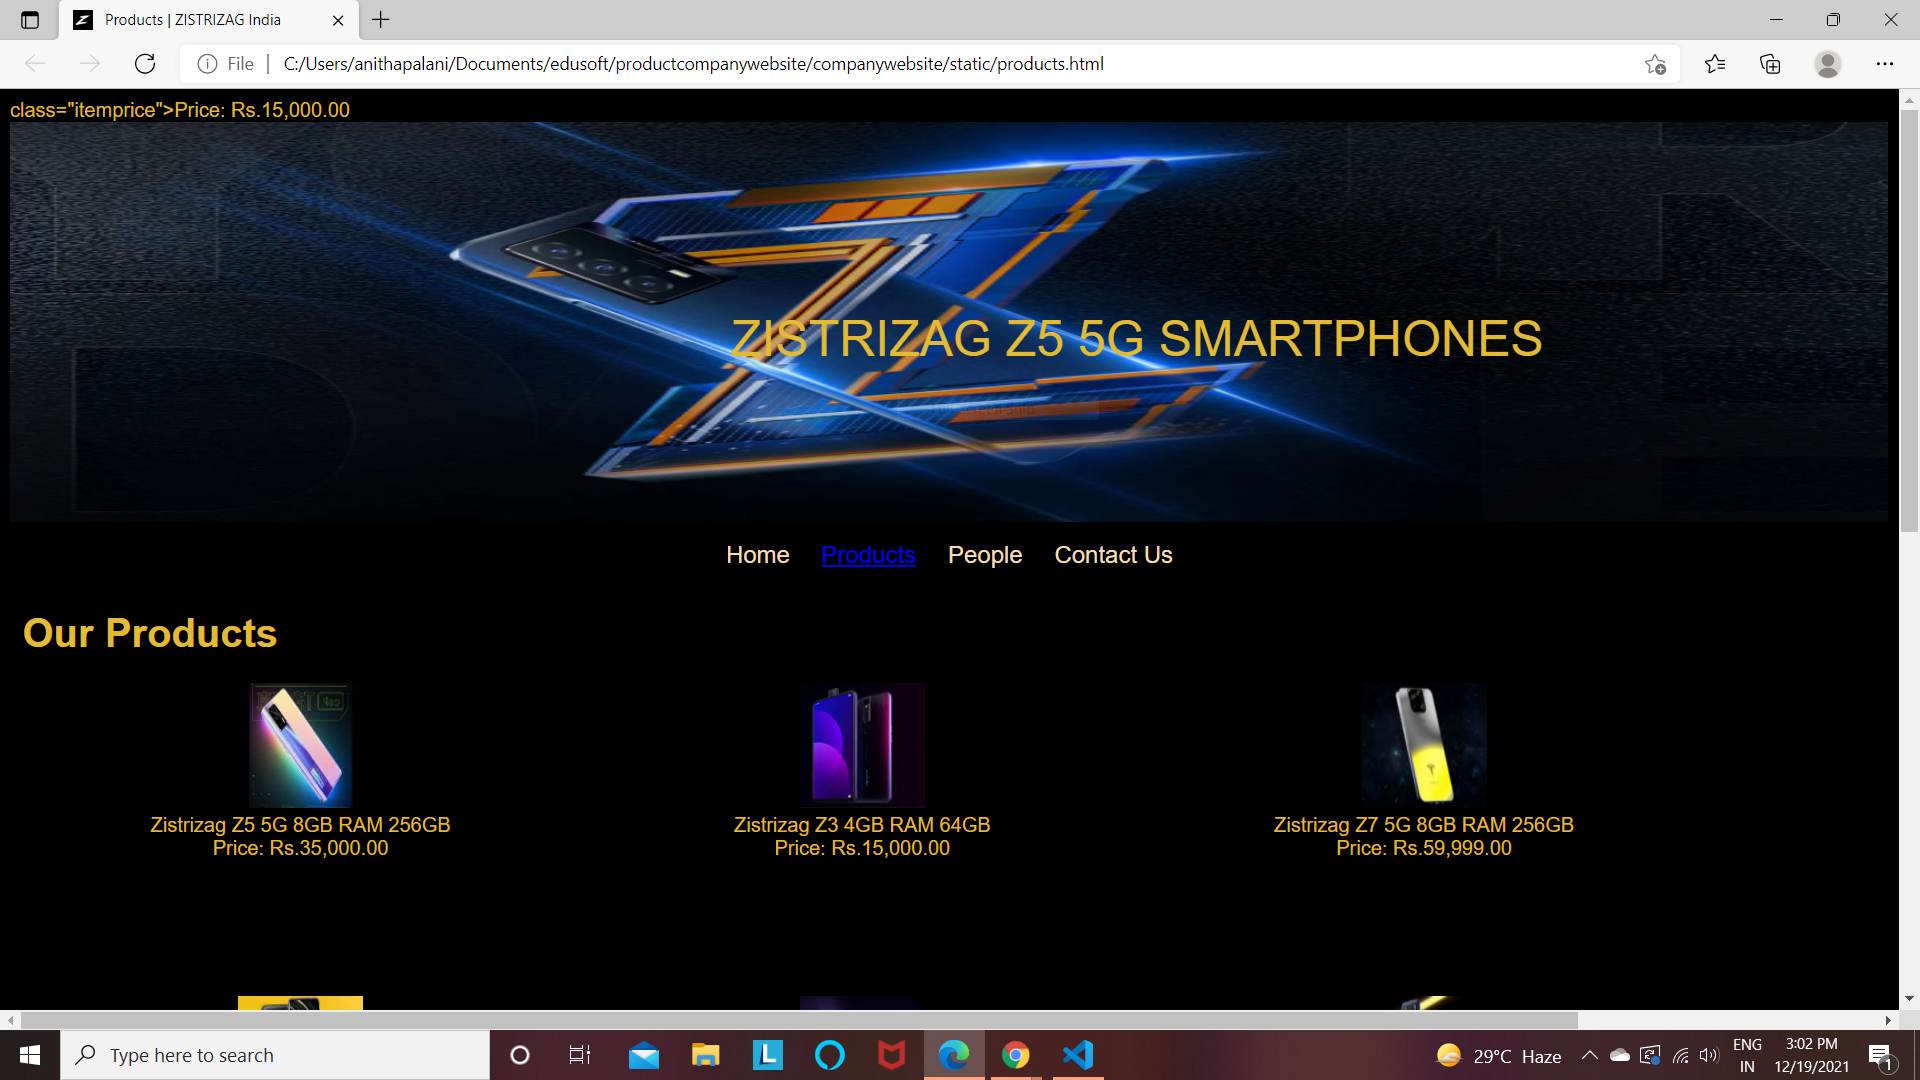 Products | ZISTRIZAG India
File | C:/Users/anithapalani/Documents/edusoft/productcompanywebsite/companywebsite/static/products.html
class="itemprice">Price: Rs.15,000.00
ZISTRIZAG Z5 5G SMARTPHONES
Home Products People Contact Us
Our Products
Zistrizag Z5 5G 8GB RAM 256GB
Price: Rs.35,000.00
Zistrizag Z3 4GB RAM 64GB
Price: Rs.15,000.00
Zistrizag Z7 5G 8GB RAM 256GB
Price: Rs.59,999.00
Type here to search
L
29°C Haze
ENG
IN
3:02 PM
12/19/2021
1